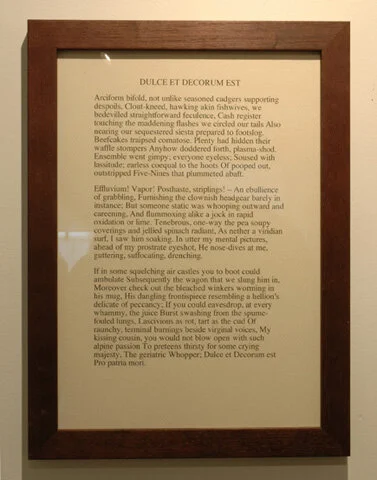 DULCE ET DECORUM EST
Arciform bifold, not unlike seasoned cadgers supporting
despoils, Clout-kneed, hawking akin fishwives, we
bedevilled straightforward feculence, Cash register
touching the maddening flashes we circled our tails Also
nearing our sequestered siesta prepared to footslog.
Beefcakes traipsed comatose. Plenty had hidden their
waffle stompers Anyhow doddered forth, plasma-shod.
Ensemble went gimpy; everyone eyeless; Soused with
lassitude; earless coequal to the hoots Of pooped out,
outstripped Five-Nines that plummeted abaft.
Effluvium! Vapor! Posthaste, striplings! – An ebullience
of grabbling, Furnishing the clownish headgear barely in
instance; But someone static was whooping outward and
careening, And flummoxing alike a jock in rapid
oxidation or lime. Tenebrous, one-way the pea soupy
coverings and jellied spinach radiant, As nether a viridian
surf, I saw him soaking. In utter my mental pictures,
ahead of my prostrate eyeshot, He nose-dives at me,
guttering, suffocating, drenching.
If in some squelching air castles you to boot could
ambulate Subsequently the wagon that we slung him in,
Moreover check out the bleached winkers worming in
his mug, His dangling frontispiece resembling a hellion's
delicate of peccancy; If you could eavesdrop, at every
whammy, the juice Burst swashing from the spume-
fouled lungs, Lascivious as rot, tart as the cud Of
raunchy, terminal burnings beside virginal voices, My
kissing cousin, you would not blow open with such
alpine passion To preteens thirsty for some crying
majesty, The geriatric Whopper; Dulce et Decorum est
Pro patria mori.